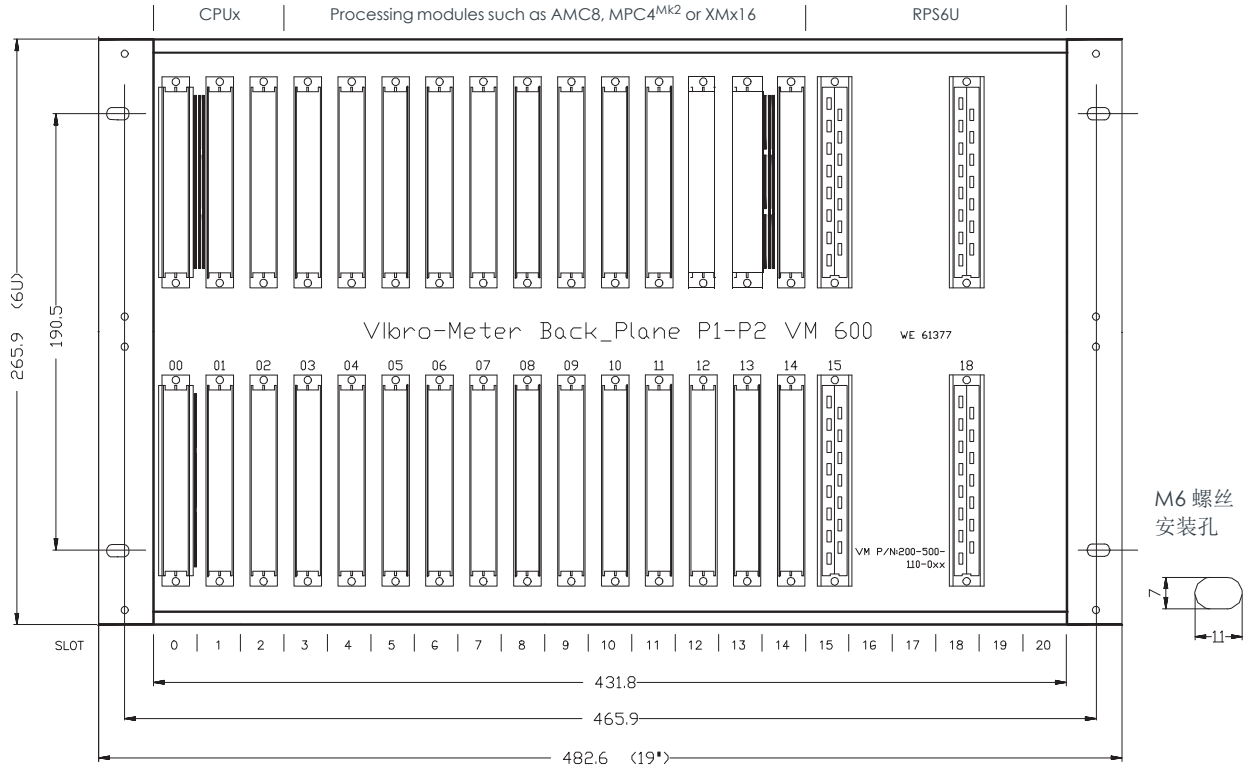 CPUx
Processing modules such as AMC8, MPC4Mk2 or XMx16
RPS6U
265.9 (6U)
190.5
VIbro-Meter Back_Plane P1-P2 VM 600
WE 61377
00 01 02 03 04 05 06 07 08 09 10 11 12 13 14 15 18
VM P/N:200-500-
110-0xx
M6 螺丝
安装孔
7
11
SLOT 0 1 2 3 4 5 6 7 8 9 10 11 12 13 14 15 16 17 18 19 20
431.8
465.9
482.6 (19")